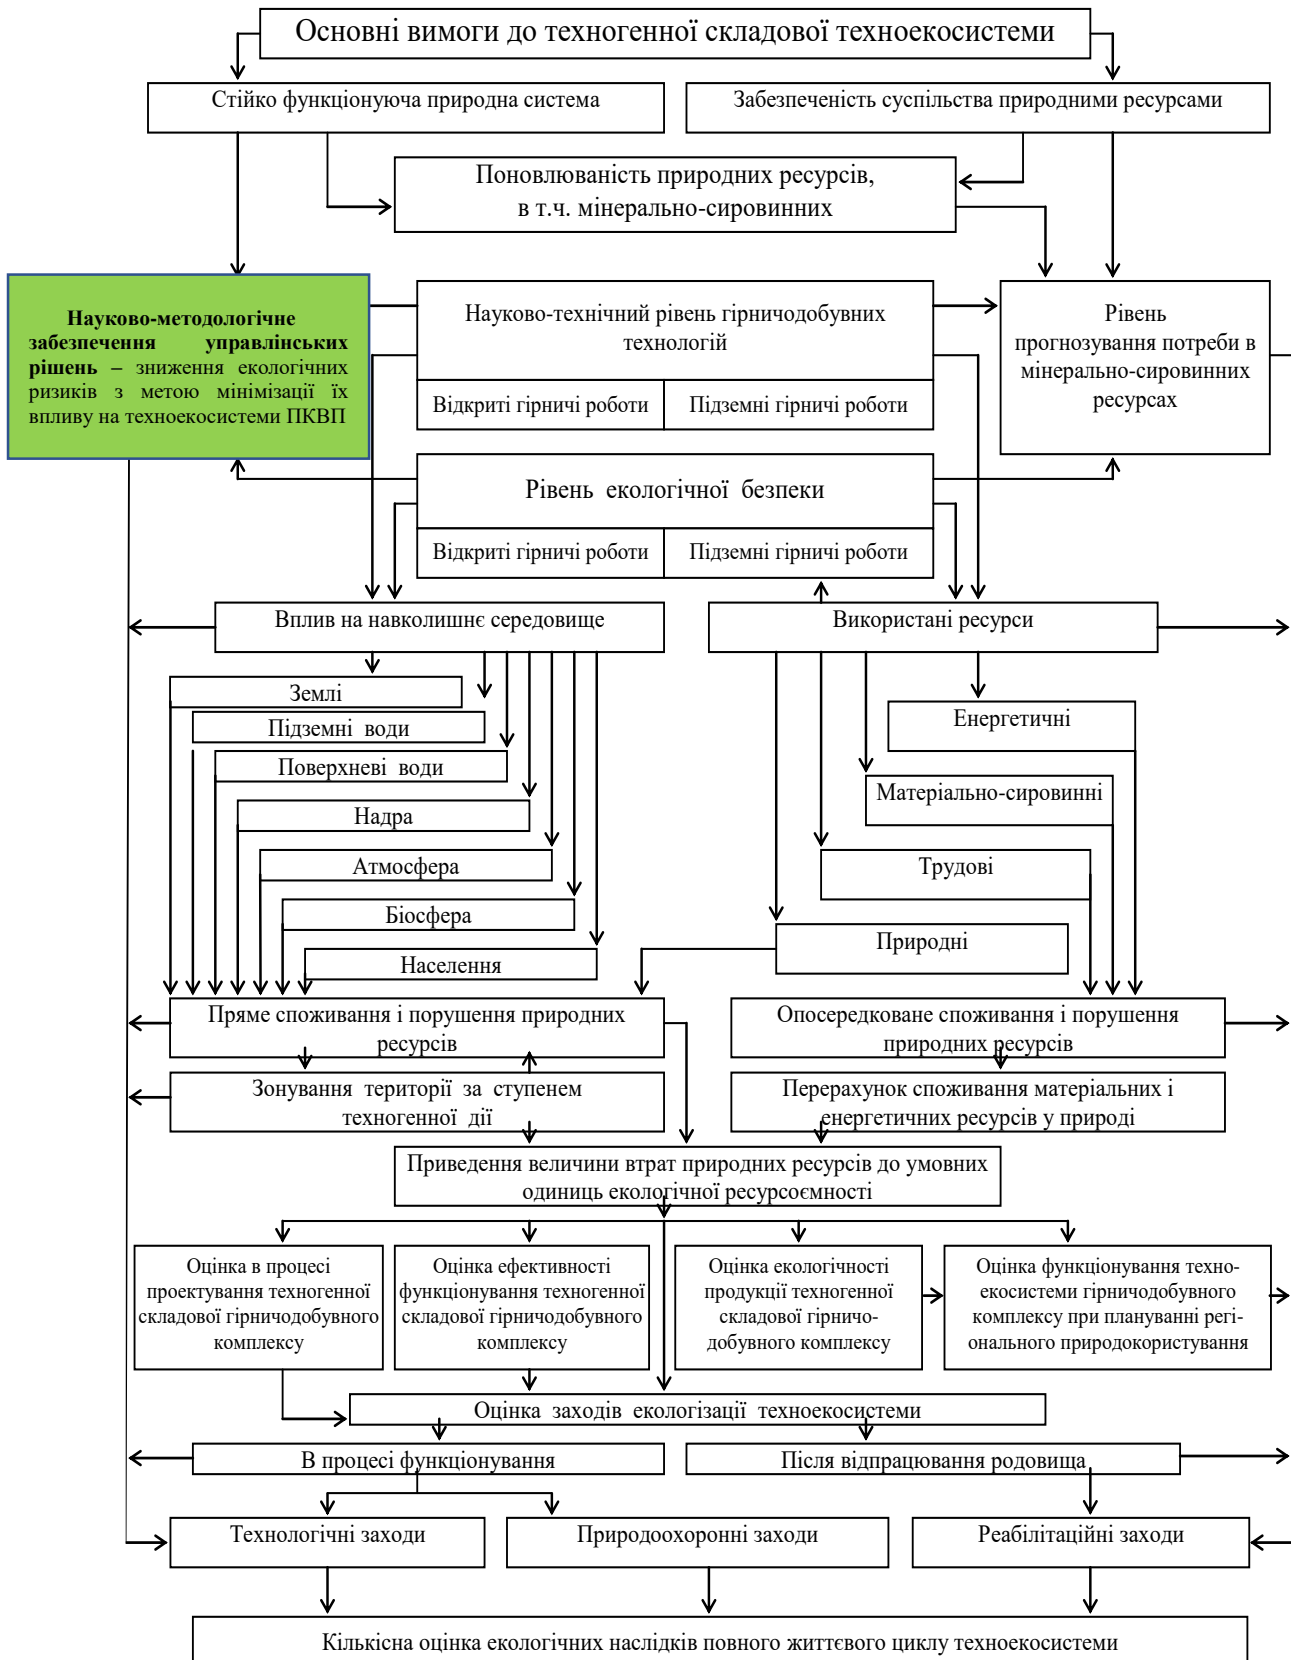 Основні вимоги до техногенної складової техноекосистеми
Стійко функціонуюча природна система
Забезпеченість суспільства природними ресурсами
Поновлюваність природних ресурсів,
в т.ч. мінерально-сировинних
Науково-методологічне
забезпечення управлінських
рішень – зниження екологічних
ризиків з метою мінімізації їх
впливу на техноекосистеми ПКВП
Науково-технічний рівень гірничодобувних
технологій
Відкриті гірничі роботи
Підземні гірничі роботи
Рівень
прогнозування потреби в
мінерально-сировинних
ресурсах
Рівень екологічної безпеки
Відкриті гірничі роботи
Підземні гірничі роботи
Вплив на навколишнє середовище
Використані ресурси
Землі
Підземні води
Поверхневі води
Надра
Атмосфера
Біосфера
Населення
Енергетичні
Матеріально-сировинні
Трудові
Природні
Пряме споживання і порушення природних
ресурсів
Опосередковане споживання і порушення
природних ресурсів
Зонування території за ступенем
техногенної дії
Перерахунок споживання матеріальних і
енергетичних ресурсів у природі
Приведення величини втрат природних ресурсів до умовних
одиниць екологічної ресурсоємності
Оцінка в процесі
проектування техногенної
складової гірничодобувного
комплексу
Оцінка ефективності
функціонування техногенної
складової гірничодобувного
комплексу
Оцінка екологічності
продукції техногенної
складової гірничо-
добувного комплексу
Оцінка функціонування техно-
екосистеми гірничодобувного
комплексу при плануванні регі-
онального природокористування
Оцінка заходів екологізації техноекосистеми
В процесі функціонування
Після відпрацювання родовища
Технологічні заходи
Природоохоронні заходи
Реабілітаційні заходи
Кількісна оцінка екологічних наслідків повного життєвого циклу техноекосистеми